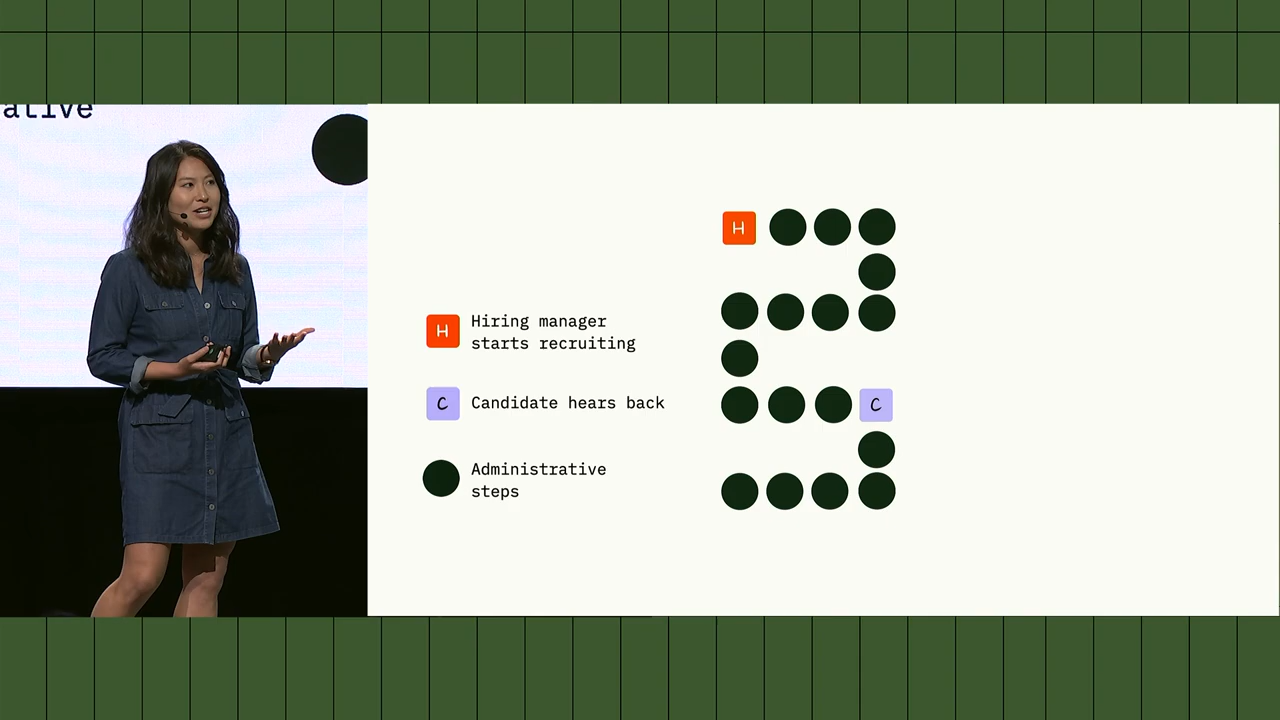 ative
H
H
Hiring manager
starts recruiting
C
Candidate hears back
C
Administrative
steps